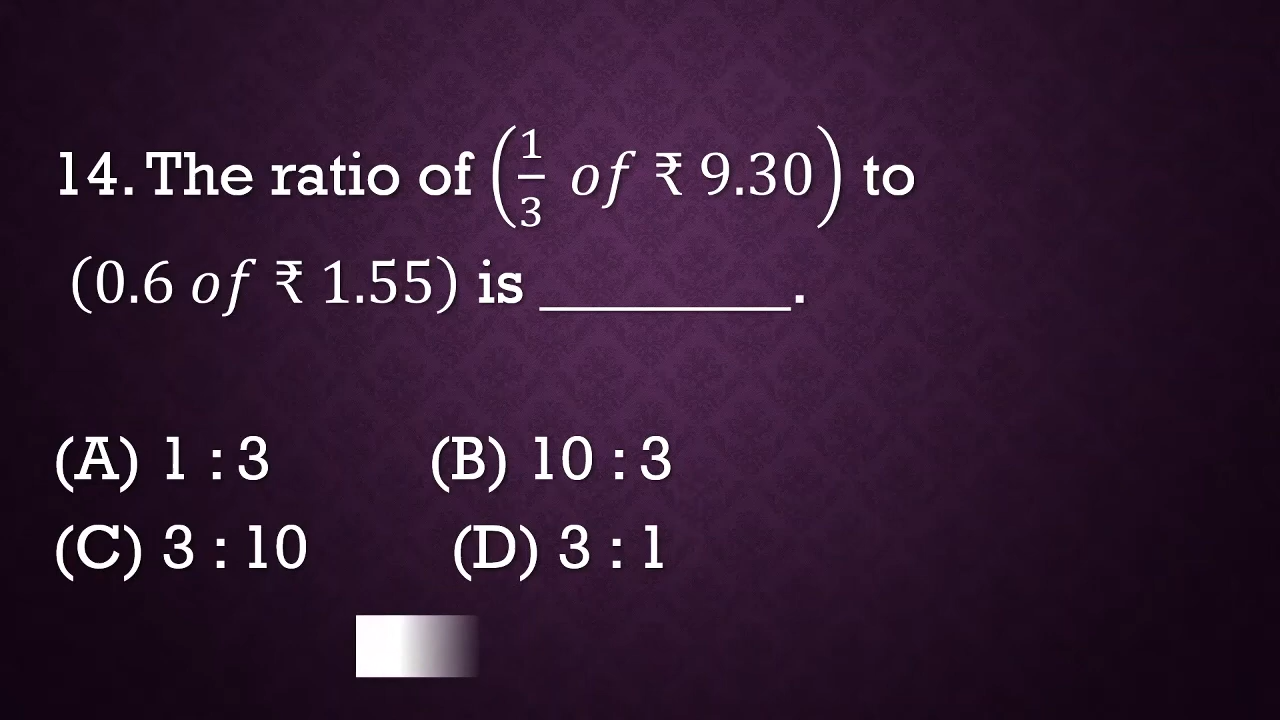 14. The ratio of (1/3 of ₹ 9.30) to
(0.6 of ₹ 1.55) is ________.
(A) 1 : 3 (B) 10 : 3
(C) 3 : 10 (D) 3 : 1